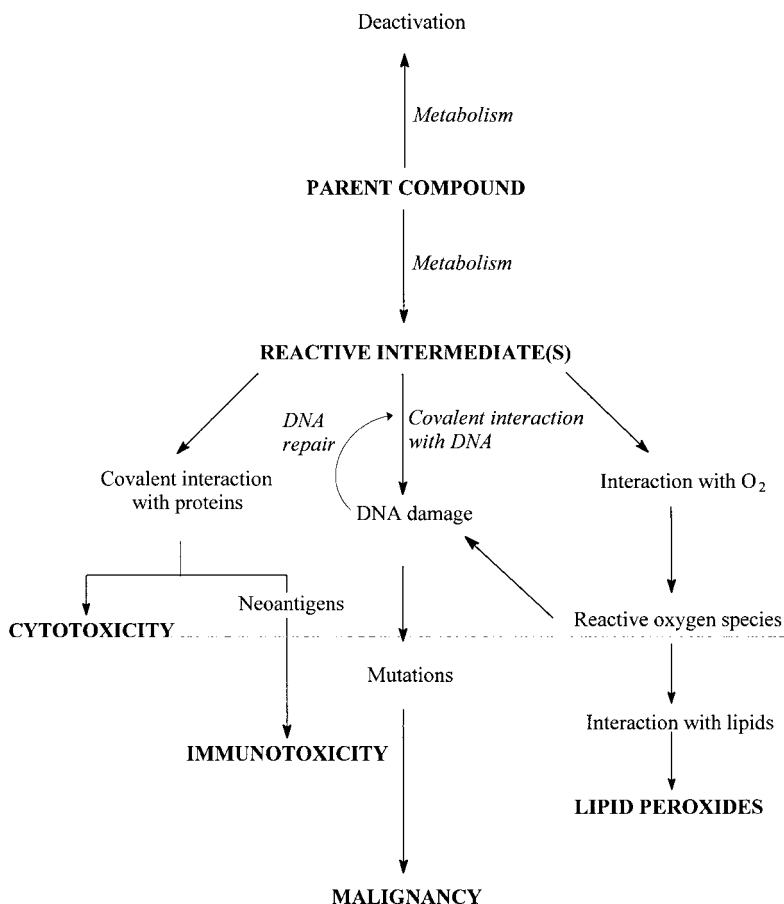 Deactivation
Metabolism
PARENT COMPOUND
Metabolism
REACTIVE INTERMEDIATE(S)
DNA
repair
Covalent interaction
with DNA
Covalent interaction
with proteins
Interaction with O₂
DNA damage
Neoantigens
CYTOTOXICITY
Reactive oxygen species
Mutations
Interaction with lipids
IMMUNOTOXICITY
LIPID PEROXIDES
MALIGNANCY